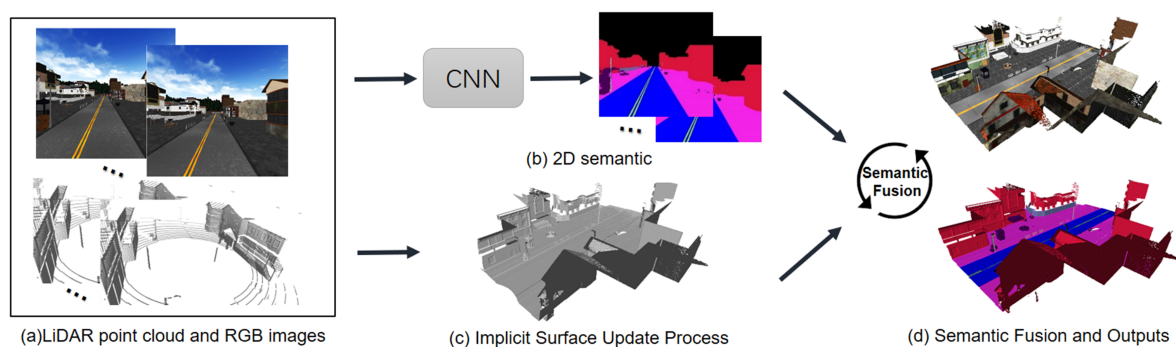 CNN
(b) 2D semantic
Semantic
Fusion
(a)LiDAR point cloud and RGB images
(c) Implicit Surface Update Process
(d) Semantic Fusion and Outputs